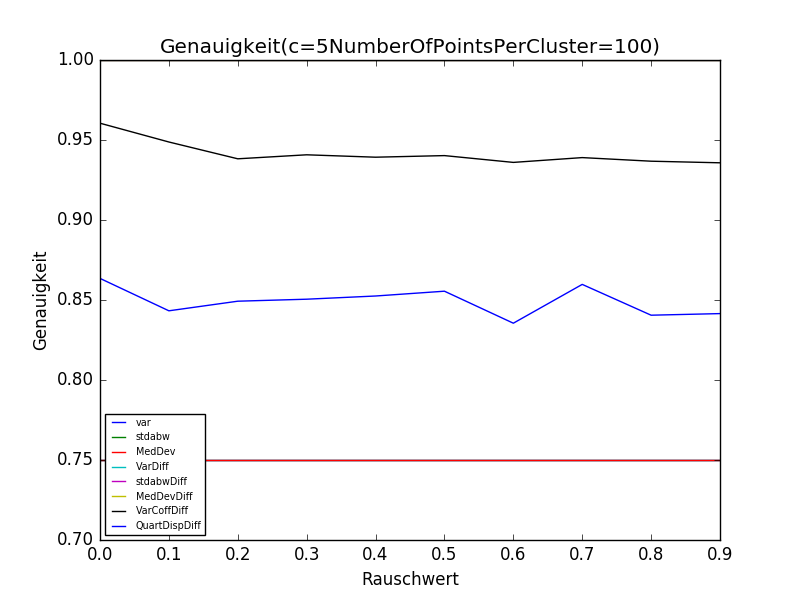 Genauigkeit(c=5NumberOfPointsPerCluster=100)
1.00
0.95
0.90
0.85
0.80
0.75
0.70
Genauigkeit
var
stdabw
MedDev
VarDiff
stdabwDiff
MedDevDiff
VarCoffDiff
QuartDispDiff
0.0 0.1 0.2 0.3 0.4 0.5 0.6 0.7 0.8 0.9
Rauschwert